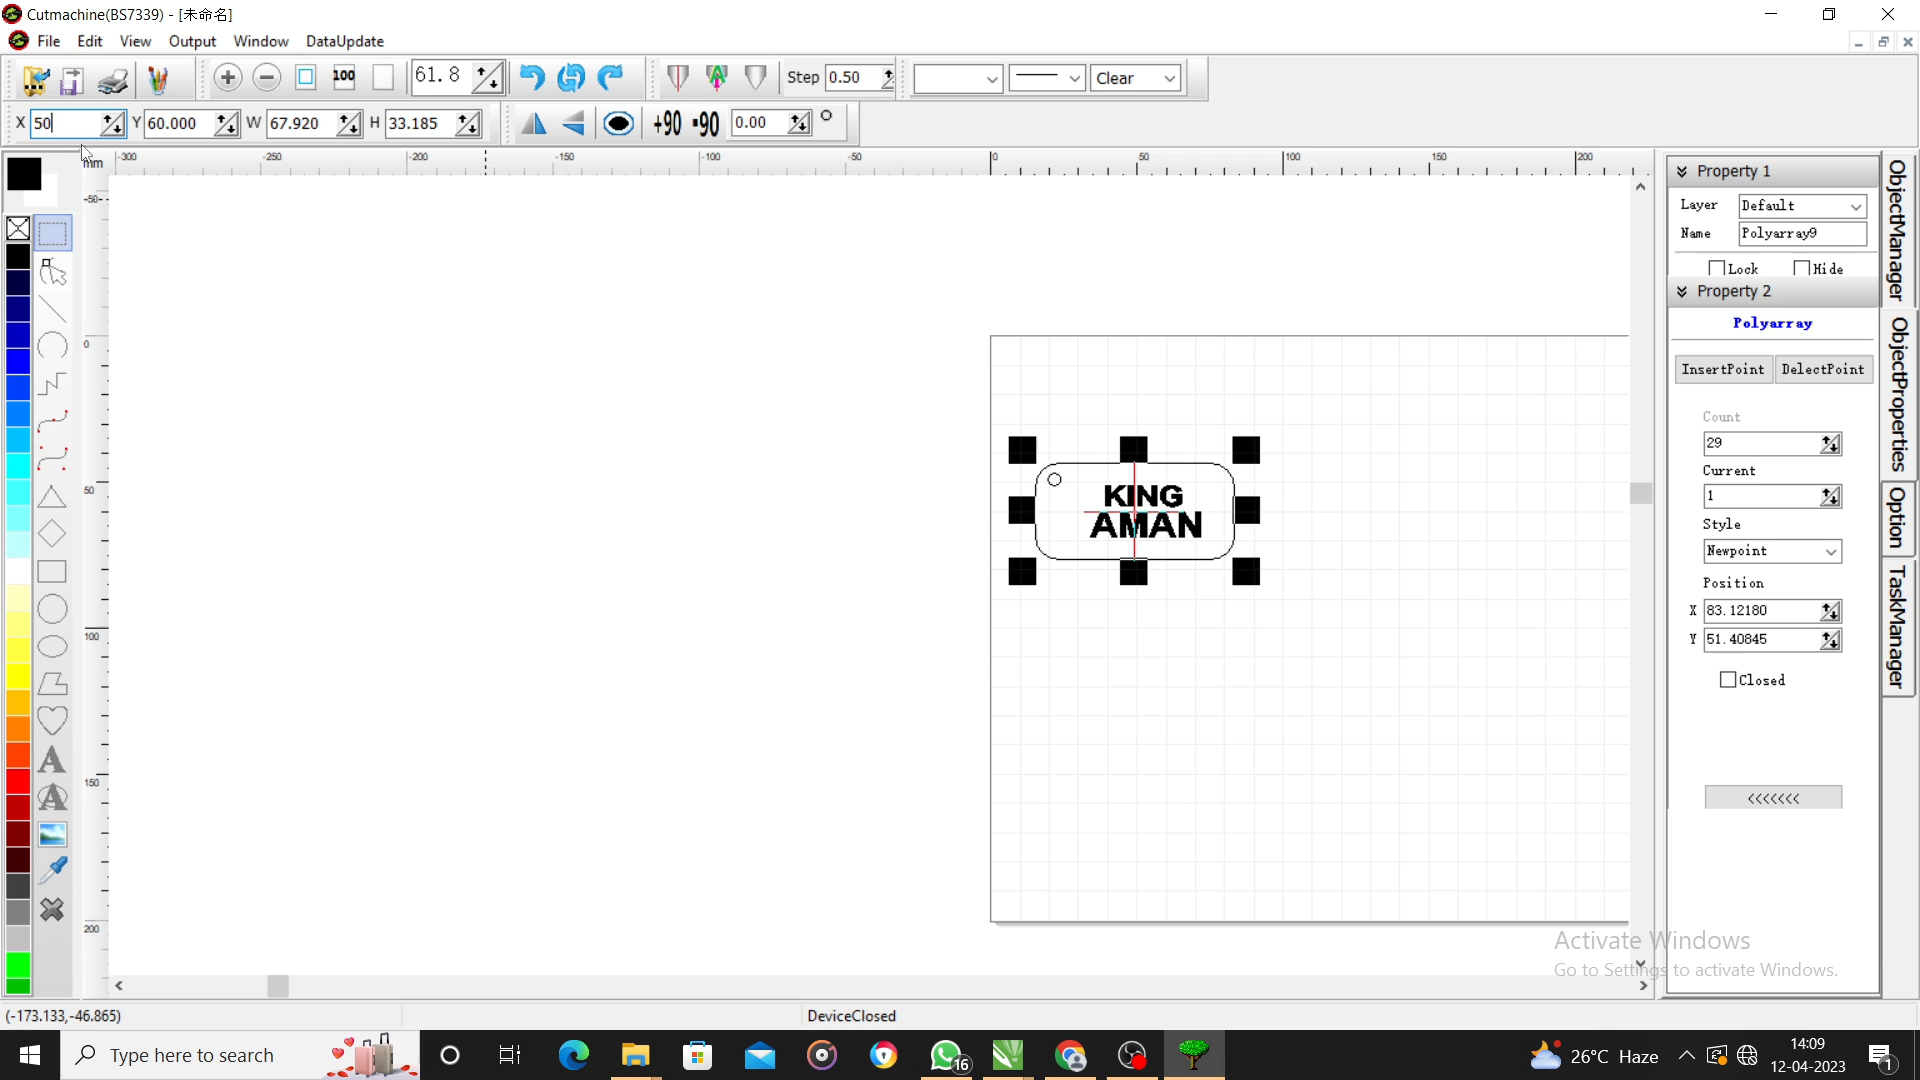 Cutmachine(BS7339) - [未命名]
File Edit View Output Window DataUpdate
100 61.8 Step 0.50 Clear
X 50 Y 60.000 W 67.920 H 33.185 +90 -90 0.00 °
mm -300 -250 -200 -150 -100 -50 0 50 100 150 200
-50
0
50
100
150
200
KING
AMAN
Property 1
Layer Default
Name Polyarray9
Lock Hide
Property 2
Polyarray
InsertPoint DelectPoint
Count
29
Current
1
Style
Newpoint
Position
X 83.12180
Y 51.40845
Closed
<<<<<<<
ObjectManager
ObjectProperties
Option
TaskManager
Activate Windows
Go to Settings to activate Windows.
(-173.133,-46.865) DeviceClosed
Type here to search 16 26°C Haze 14:09
12-04-2023 1